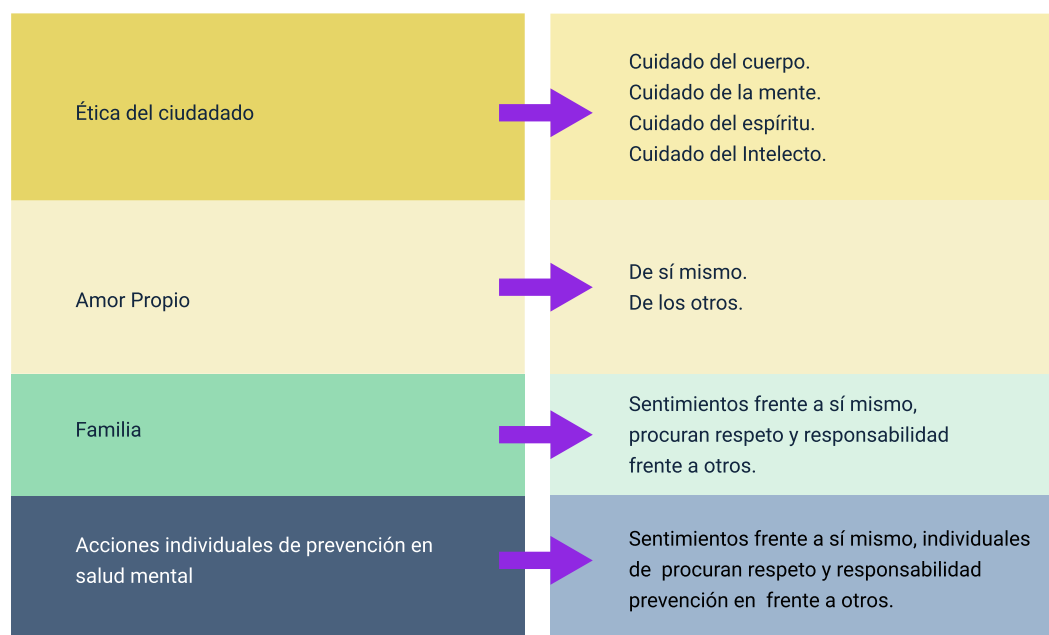 Ética del ciudadado
Cuidado del cuerpo.
Cuidado de la mente.
Cuidado del espíritu.
Cuidado del Intelecto.
Amor Propio
De sí mismo.
De los otros.
Familia
Sentimientos frente a sí mismo,
procuran respeto y responsabilidad
frente a otros.
Acciones individuales de prevención en
salud mental
Sentimientos frente a sí mismo, individuales
de procuran respeto y responsabilidad
prevención en frente a otros.